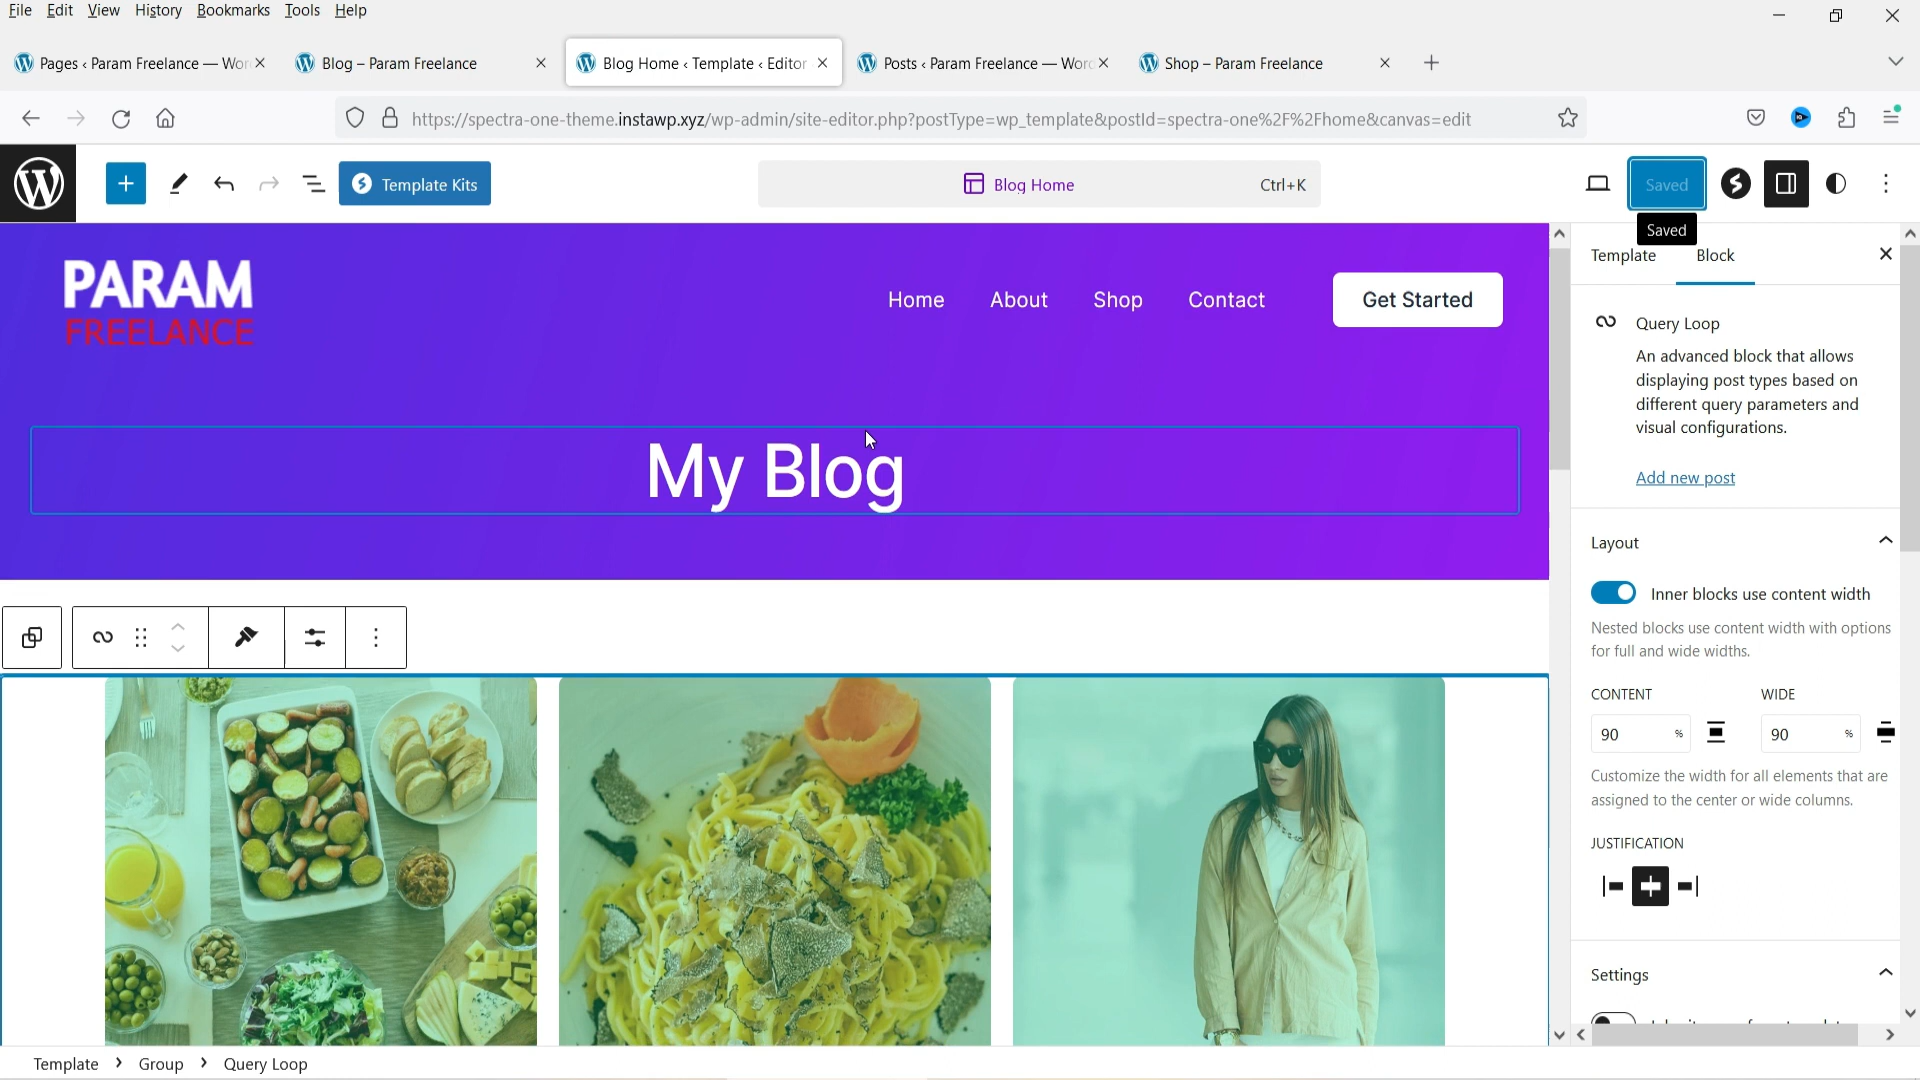 File Edit View History Bookmarks Tools Help
Pages ‹ Param Freelance — Wor
Blog – Param Freelance
Blog Home ‹ Template ‹ Editor
Posts ‹ Param Freelance — Word
Shop – Param Freelance
https://spectra-one-theme.instawp.xyz/wp-admin/site-editor.php?postType=wp_template&postId=spectra-one%2F%2Fhome&canvas=edit
Template Kits
Blog Home
Ctrl+K
Saved
Saved
PARAM
FREELANCE
Home About Shop Contact
Get Started
My Blog
Template Block
Query Loop
An advanced block that allows
displaying post types based on
different query parameters and
visual configurations.
Add new post
Layout
Inner blocks use content width
Nested blocks use content width with options
for full and wide widths.
CONTENT WIDE
90 % 90 %
Customize the width for all elements that are
assigned to the center or wide columns.
JUSTIFICATION
Settings
Template › Group › Query Loop